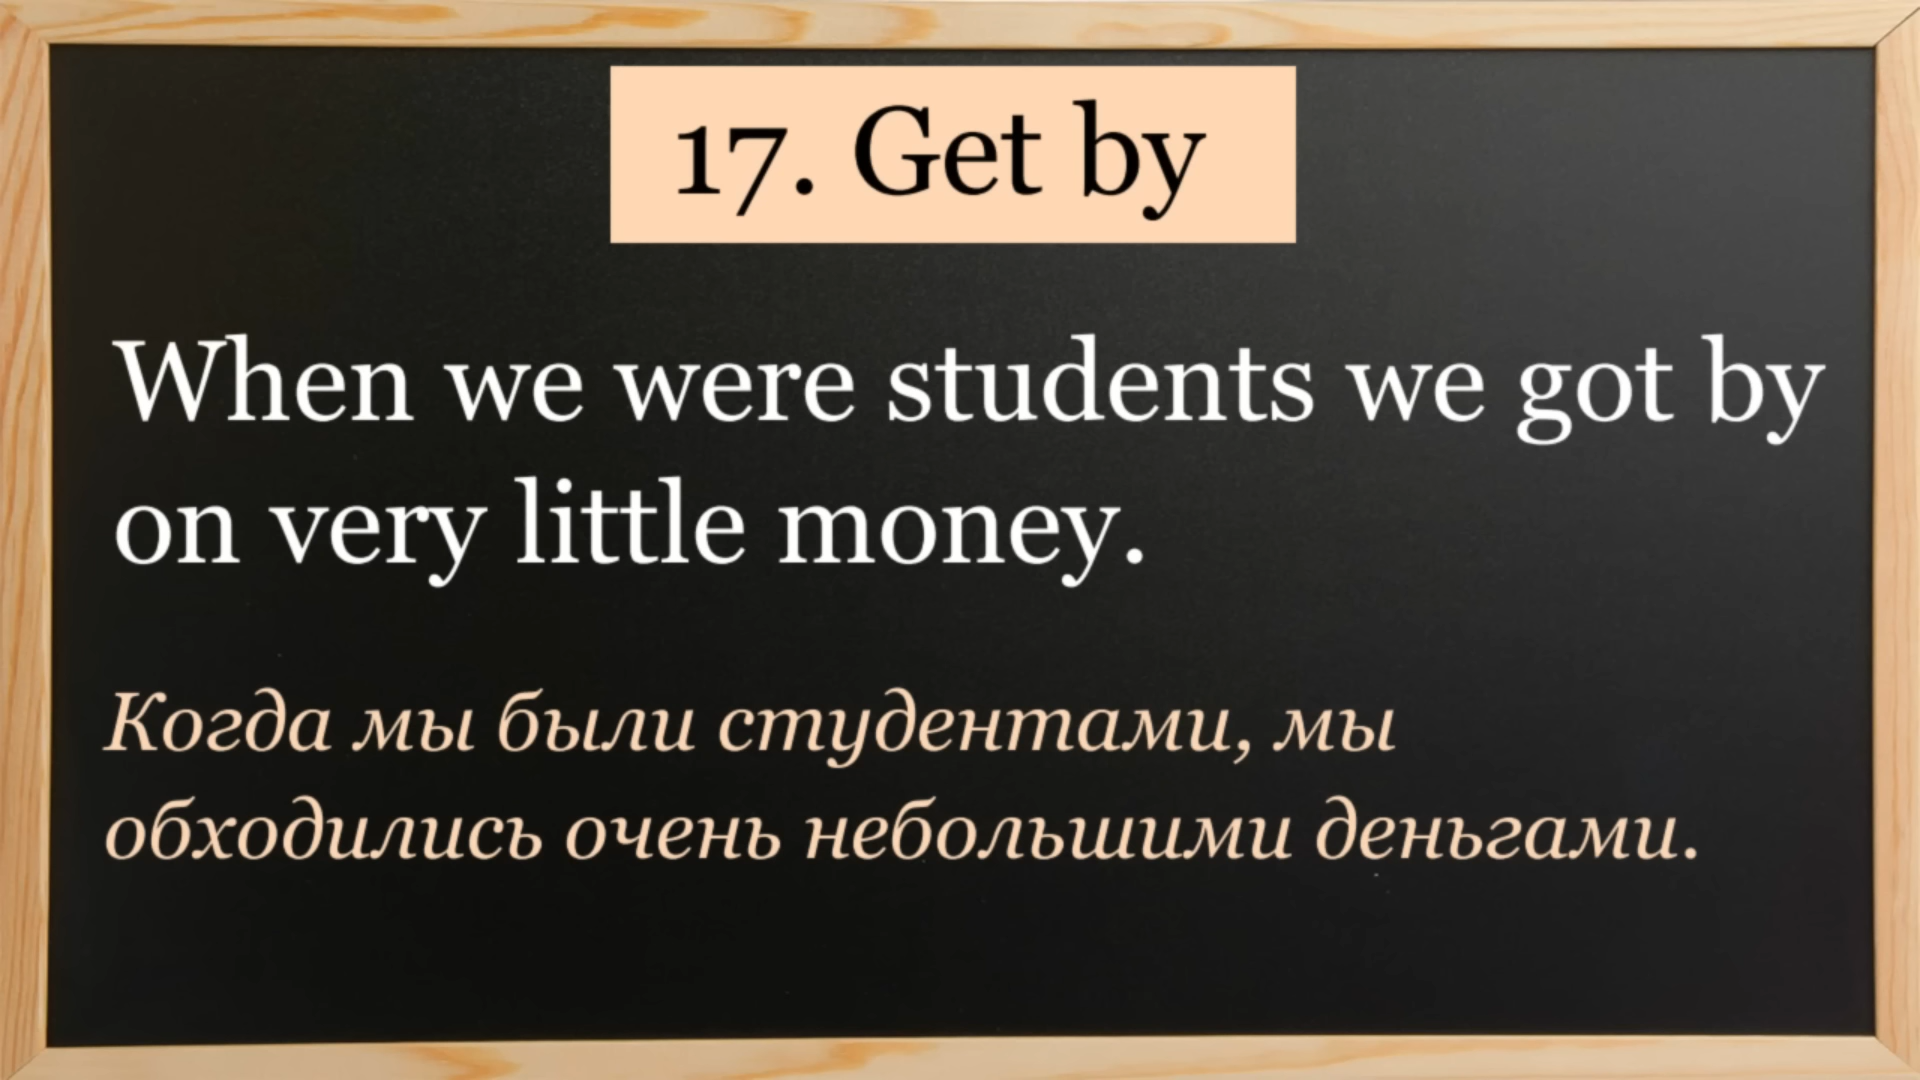 17. Get by
When we were students we got by
on very little money.
Когда мы были студентами, мы
обходились очень небольшими деньгами.